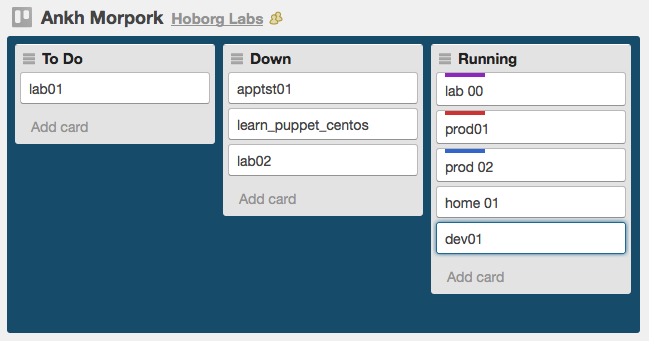 Ankh Morpork Hoborg Labs
To Do
lab01
Add card
Down
apptst01
learn_puppet_centos
lab02
Add card
Running
lab 00
prod01
prod 02
home 01
dev01
Add card